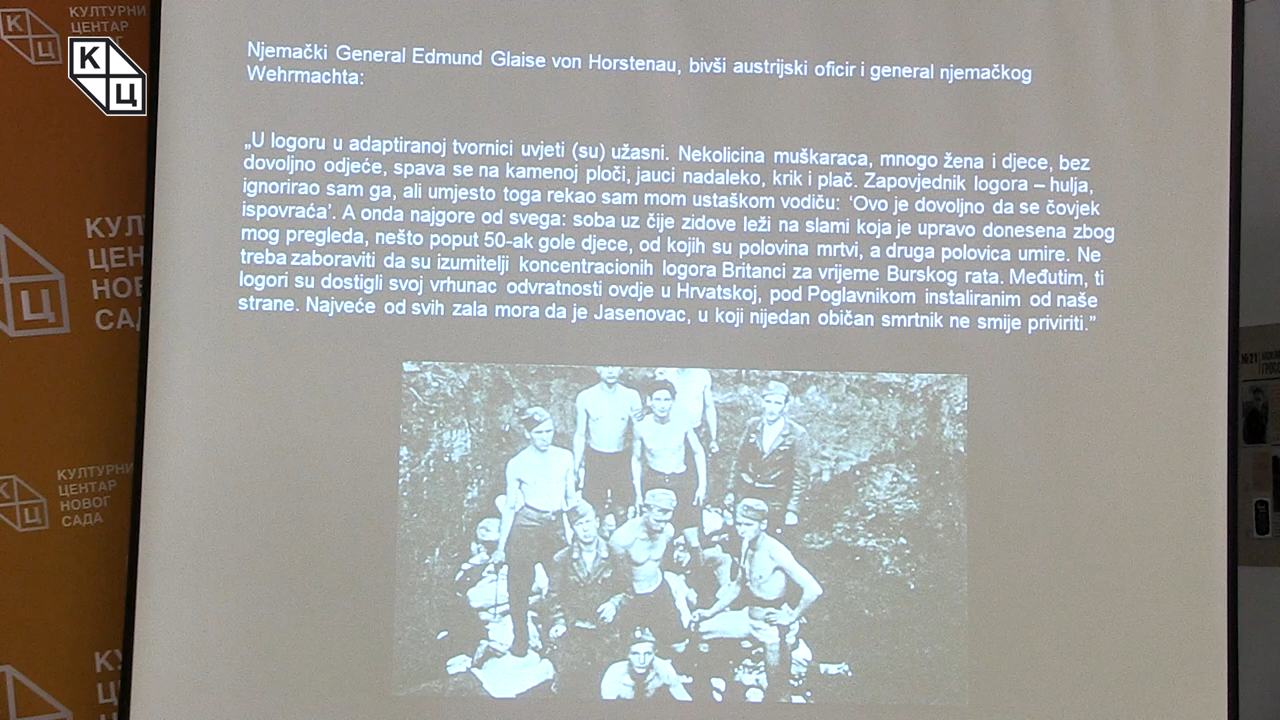 КУЛТУРНИ
ЦЕНТАР
К
Ц
К
Ц
Njemački General Edmund Glaise von Horstenau, bivši austrijski oficir i general njemačkog
Wehrmachta:
„U logoru u adaptiranoj tvornici uvjeti (su) užasni. Nekolicina muškaraca, mnogo žena i djece, bez
dovoljno odjeće, spava se na kamenoj ploči, jauci nadaleko, krik i plač. Zapovjednik logora – hulja,
ignorirao sam ga, ali umjesto toga rekao sam mom ustaškom vodiču: ‘Ovo je dovoljno da se čovjek
ispovraća’. A onda najgore od svega: soba uz čije zidove leži na slami koja je upravo donesena zbog
mog pregleda, nešto poput 50-ak gole djece, od kojih su polovina mrtvi, a druga polovica umire. Ne
treba zaboraviti da su izumitelji koncentracionih logora Britanci za vrijeme Burskog rata. Međutim, ti
logori su dostigli svoj vrhunac odvratnosti ovdje u Hrvatskoj, pod Poglavnikom instaliranim od naše
strane. Najveće od svih zala mora da je Jasenovac, u koji nijedan običan smrtnik ne smije priviriti.”
КУЛ
ЦЕН
НОВ
САДА
Ц
КУЛТУРНИ
ЦЕНТАР
НОВОГ
САДА
Ц
№21